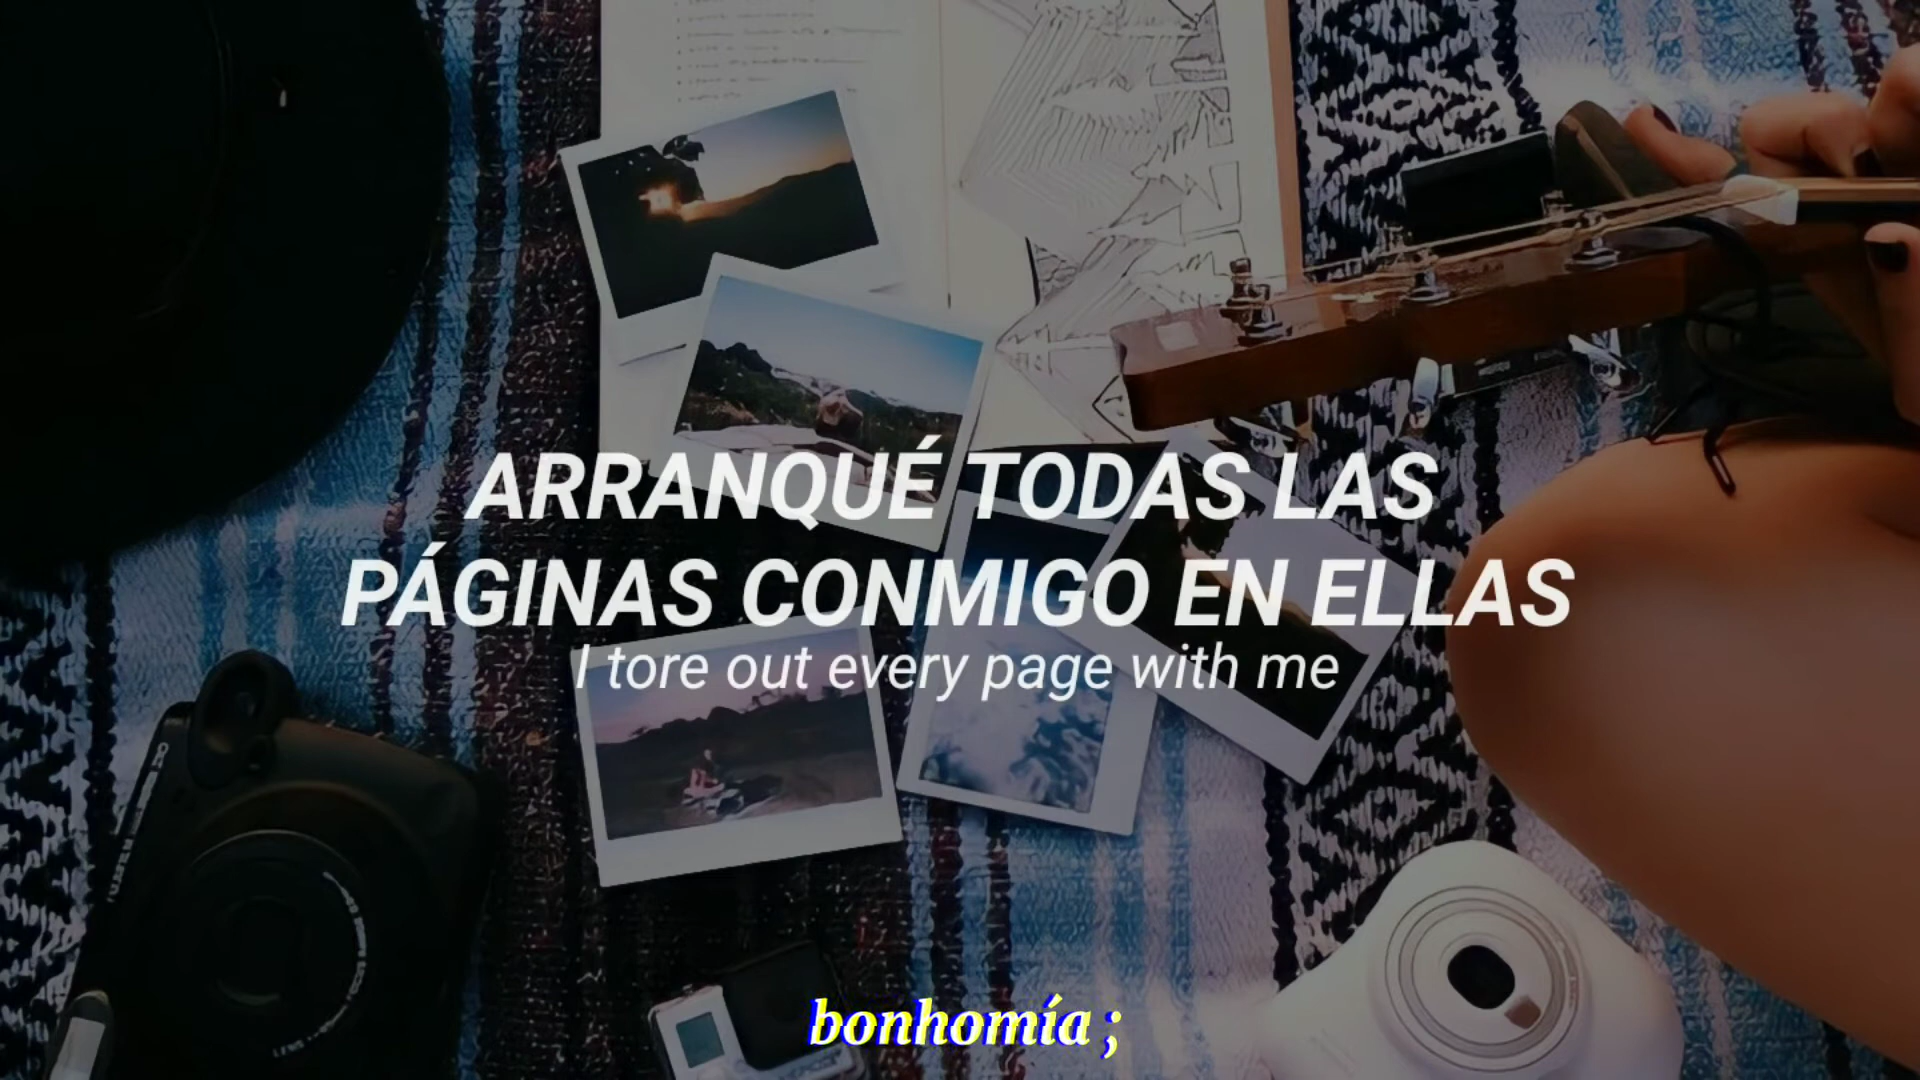 ARRANQUÉ TODAS LAS
PÁGINAS CONMIGO EN ELLAS
I tore out every page with me
bonhomía ;